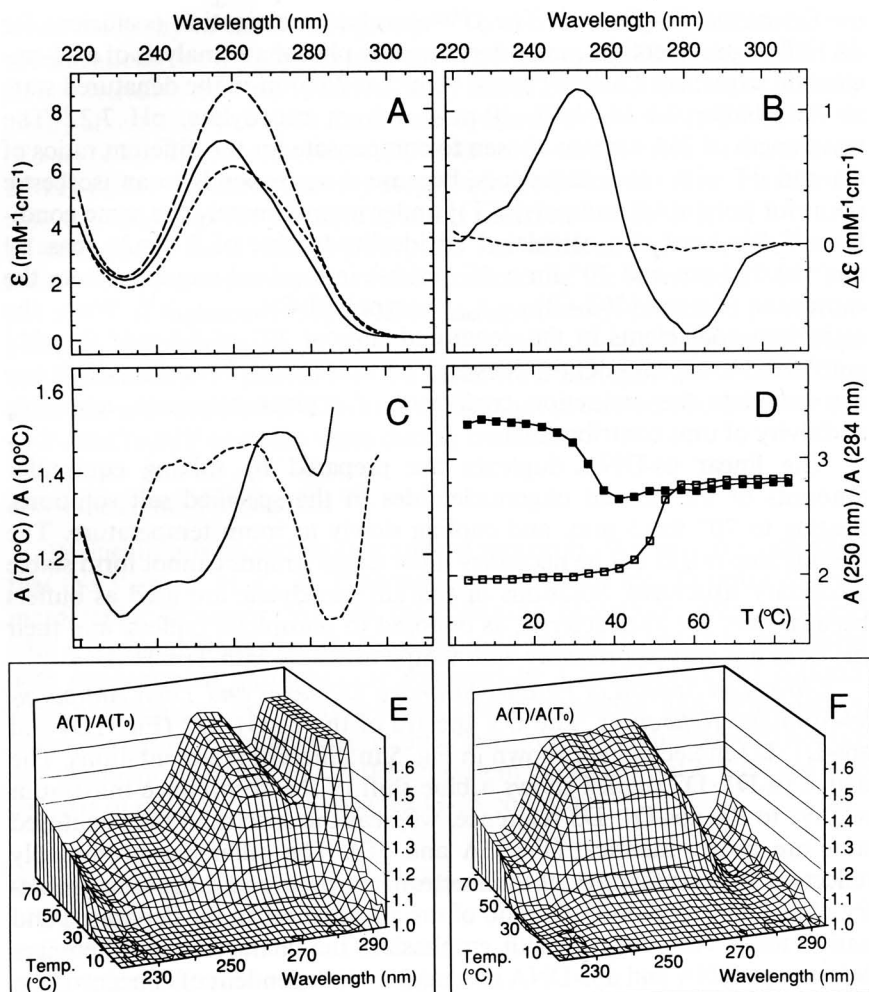 Wavelength (nm) Wavelength (nm)
220 240 260 280 300 220 240 260 280 300
A B
8
6
4
2
0
ε (mM⁻¹cm⁻¹)
1
0
Δε (mM⁻¹cm⁻¹)
C D
1.6
1.4
1.2
A (70°C) / A (10°C)
3
2
A (250 nm) / A (284 nm)
20 40 60 T (°C)
A(T)/A(T₀) E
1.6
1.5
1.4
1.3
1.2
1.1
1.0
70
50
30
10
Temp.
(°C)
230 250 270 290
Wavelength (nm)
A(T)/A(T₀) F
1.6
1.5
1.4
1.3
1.2
1.1
1.0
70
50
30
10
Temp.
(°C)
230 250 270 290
Wavelength (nm)